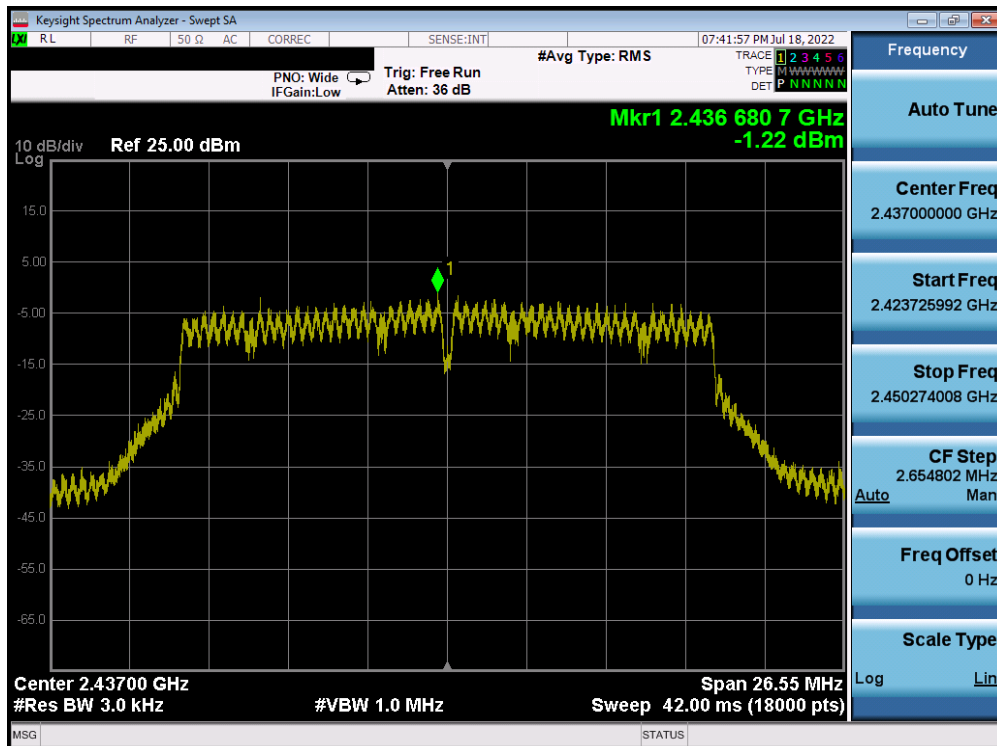 Keysight Spectrum Analyzer - Swept SA
LXI RL RF 50 Ω AC CORREC SENSE:INT 07:41:57 PM Jul 18, 2022
PNO: Wide Trig: Free Run #Avg Type: RMS TRACE 1 2 3 4 5 6
IFGain:Low Atten: 36 dB TYPE M WWWWW
DET P N N N N N
Mkr1 2.436 680 7 GHz
-1.22 dBm
10 dB/div Ref 25.00 dBm
Log
1
15.0
5.00
-5.00
-15.0
-25.0
-35.0
-45.0
-55.0
-65.0
Center 2.43700 GHz Span 26.55 MHz
#Res BW 3.0 kHz #VBW 1.0 MHz Sweep 42.00 ms (18000 pts)
MSG STATUS
Frequency
Auto Tune
Center Freq
2.437000000 GHz
Start Freq
2.423725992 GHz
Stop Freq
2.450274008 GHz
CF Step
2.654802 MHz
Auto Man
Freq Offset
0 Hz
Scale Type
Log Lin